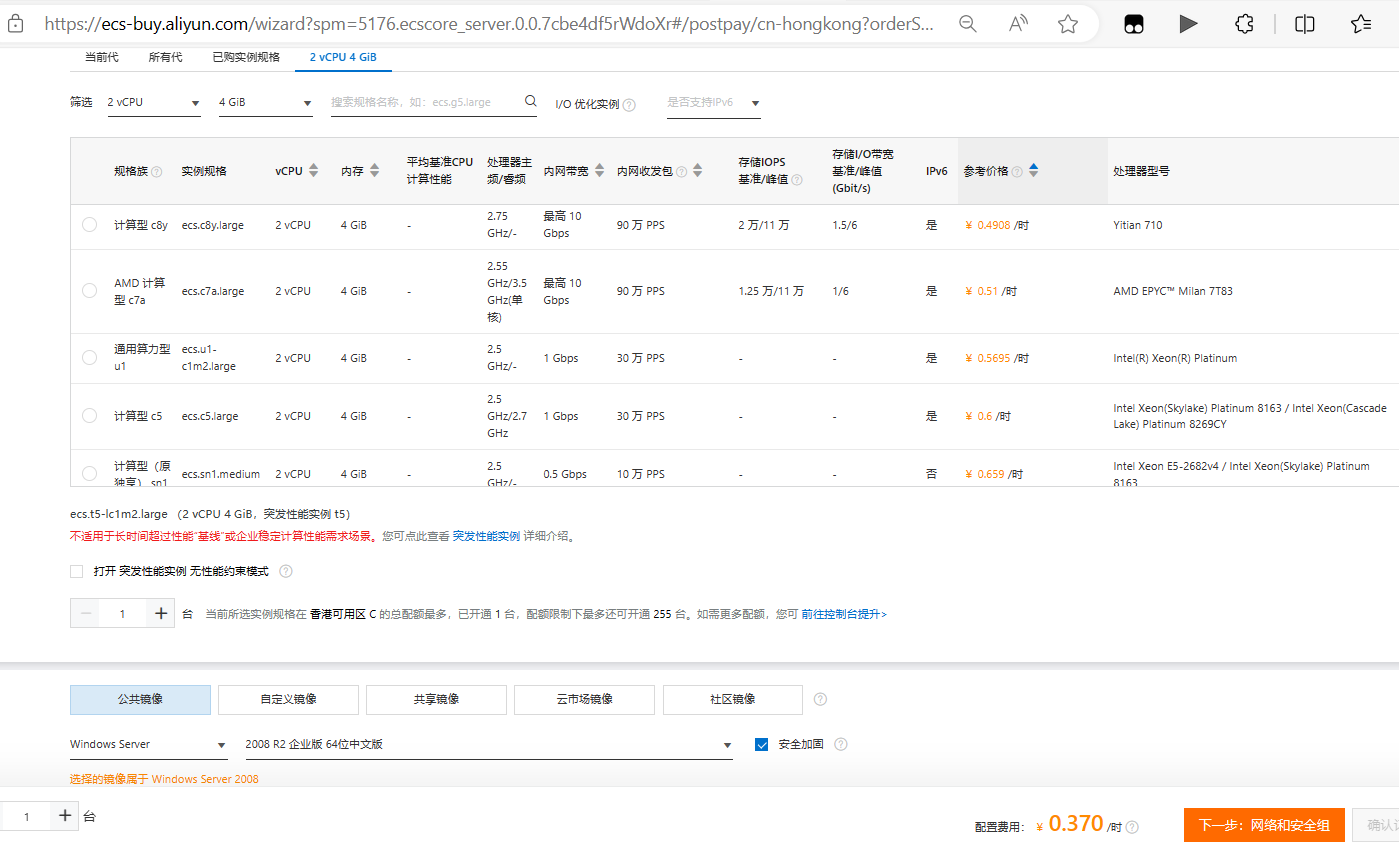 https://ecs-buy.aliyun.com/wizard?spm=5176.ecscore_server.0.0.7cbe4df5rWdoXr#/postpay/cn-hongkong?orderS...
当前代 所有代 已购实例规格 2 vCPU 4 GiB
筛选 2 vCPU 4 GiB 搜索规格名称，如：ecs.g5.large I/O 优化实例 ? 是否支持IPv6
规格族 ? 实例规格 vCPU 内存 平均基准CPU 计算性能 处理器主频/睿频 内网带宽 内网收发包 ? 存储IOPS 基准/峰值 ? 存储I/O带宽 基准/峰值 (Gbit/s) IPv6 参考价格 ? 处理器型号
计算型 c8y ecs.c8y.large 2 vCPU 4 GiB - 2.75 GHz/- 最高 10 Gbps 90 万 PPS 2 万/11 万 1.5/6 是 ¥ 0.4908 /时 Yitian 710
AMD 计算型 c7a ecs.c7a.large 2 vCPU 4 GiB - 2.55 GHz/3.5 GHz(单核) 最高 10 Gbps 90 万 PPS 1.25 万/11 万 1/6 是 ¥ 0.51 /时 AMD EPYC™ Milan 7T83
通用算力型 u1 ecs.u1-c1m2.large 2 vCPU 4 GiB - 2.5 GHz/- 1 Gbps 30 万 PPS - - 是 ¥ 0.5695 /时 Intel(R) Xeon(R) Platinum
计算型 c5 ecs.c5.large 2 vCPU 4 GiB - 2.5 GHz/2.7 GHz 1 Gbps 30 万 PPS - - 是 ¥ 0.6 /时 Intel Xeon(Skylake) Platinum 8163 / Intel Xeon(Cascade Lake) Platinum 8269CY
计算型（原独享）sn1 ecs.sn1.medium 2 vCPU 4 GiB - 2.5 GHz/- 0.5 Gbps 10 万 PPS - - 否 ¥ 0.659 /时 Intel Xeon E5-2682v4 / Intel Xeon(Skylake) Platinum 8163
ecs.t5-lc1m2.large （2 vCPU 4 GiB，突发性能实例 t5）
不适用于长时间超过性能“基线”或企业稳定计算性能需求场景。您可点此查看 突发性能实例 详细介绍。
打开 突发性能实例 无性能约束模式 ?
1 + 台 当前所选实例规格在 香港可用区 C 的总配额最多，已开通 1 台，配额限制下最多还可开通 255 台。如需更多配额，您可 前往控制台提升>
公共镜像 自定义镜像 共享镜像 云市场镜像 社区镜像 ?
Windows Server 2008 R2 企业版 64位中文版 安全加固 ?
选择的镜像属于 Windows Server 2008
1 + 台 配置费用： ¥ 0.370 /时 ? 下一步：网络和安全组 确认